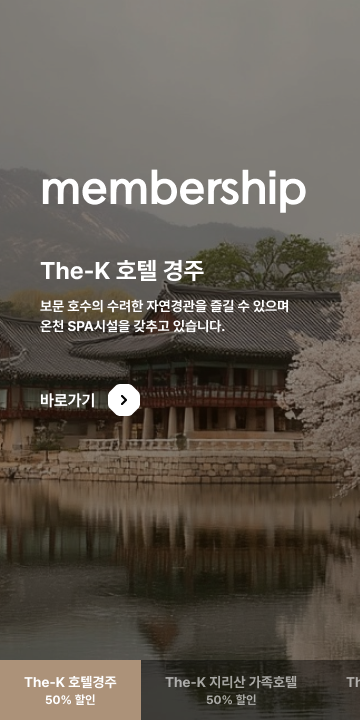 membership
The-K 호텔 경주
보문 호수의 수려한 자연경관을 즐길 수 있으며
온천 SPA시설을 갖추고 있습니다.
바로가기
The-K 호텔경주
50% 할인
The-K 지리산 가족호텔
50% 할인